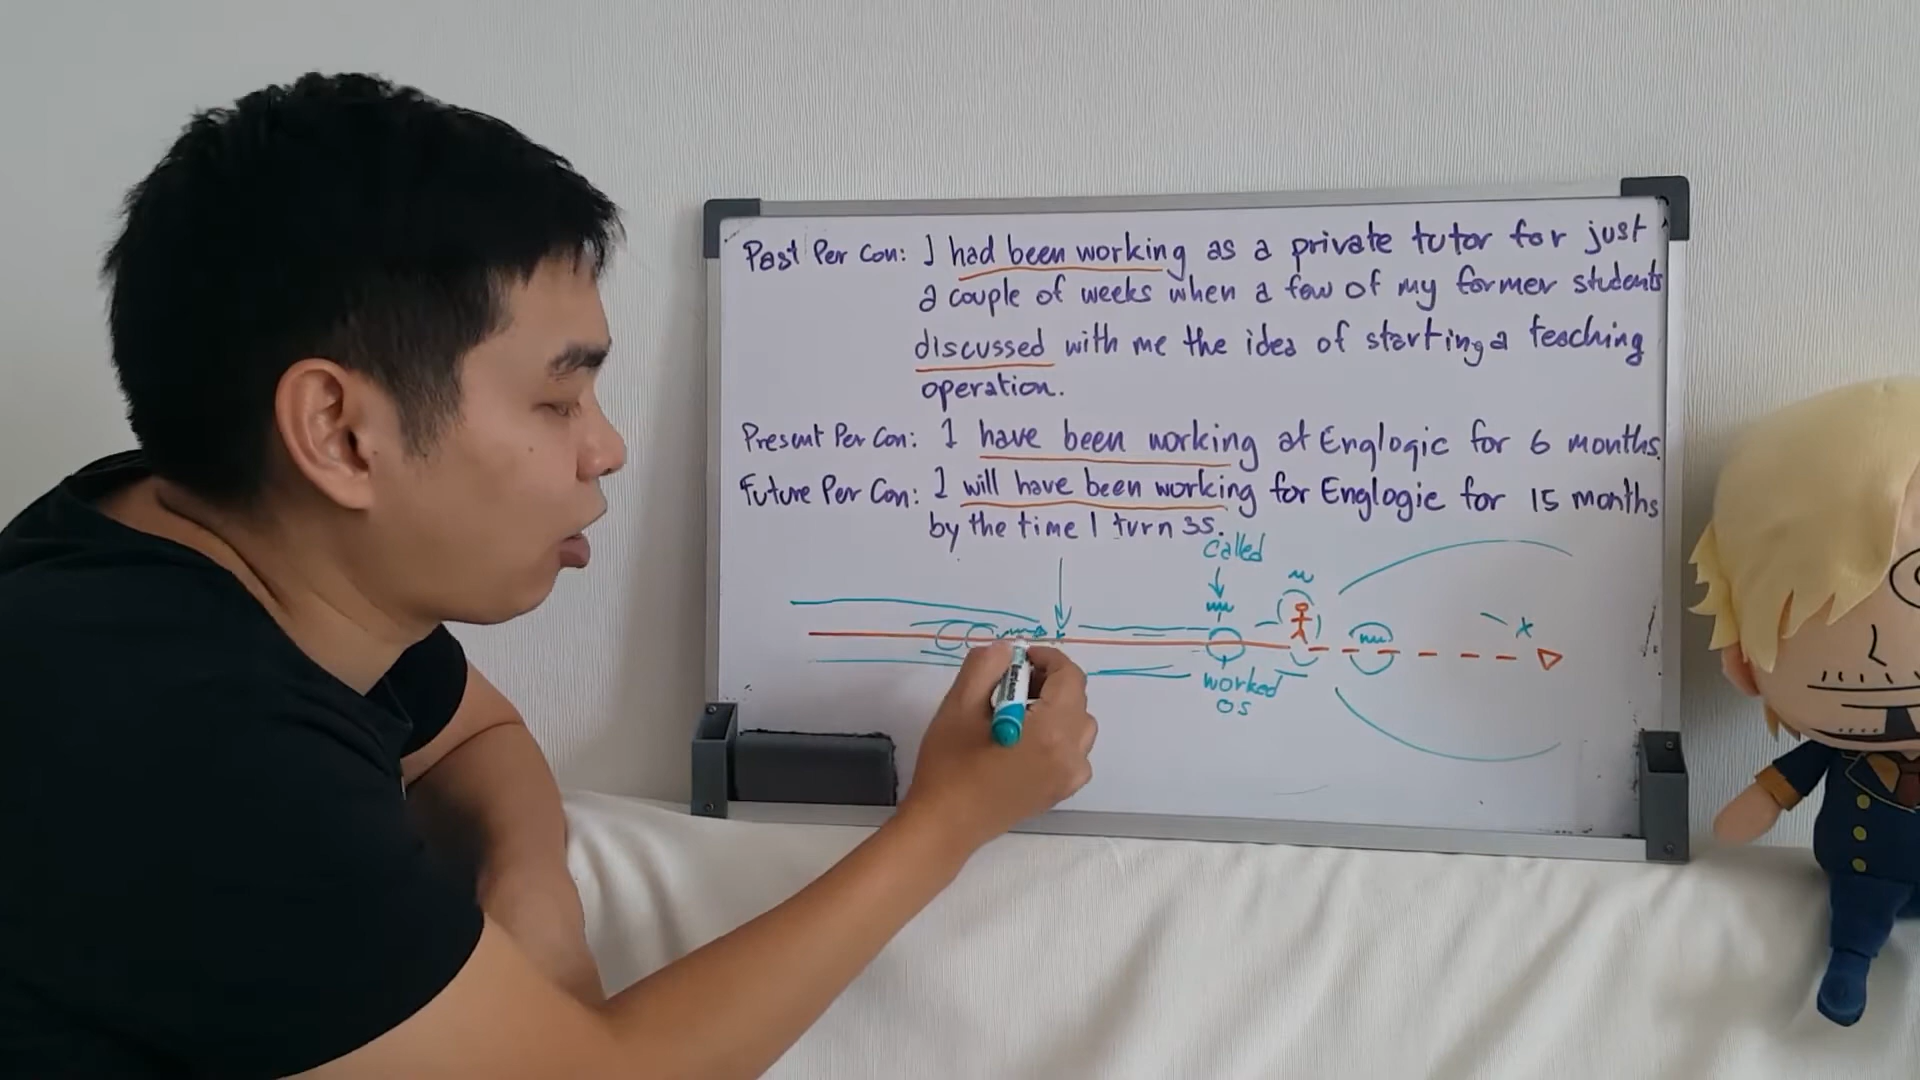 Past Per Con: I had been working as a private tutor for just
a couple of weeks when a few of my former students
discussed with me the idea of starting a teaching
operation.
Present Per Con: I have been working at Englogic for 6 months.
Future Per Con: I will have been working for Englogic for 15 months
by the time I turn 35.
called
worked
os